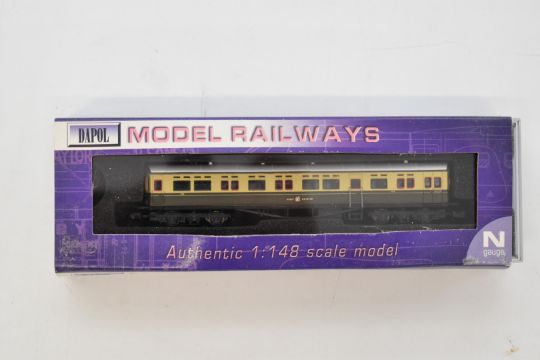 DAPOL
MODEL RAILWAYS
Authentic 1:148 scale model
N
gauge